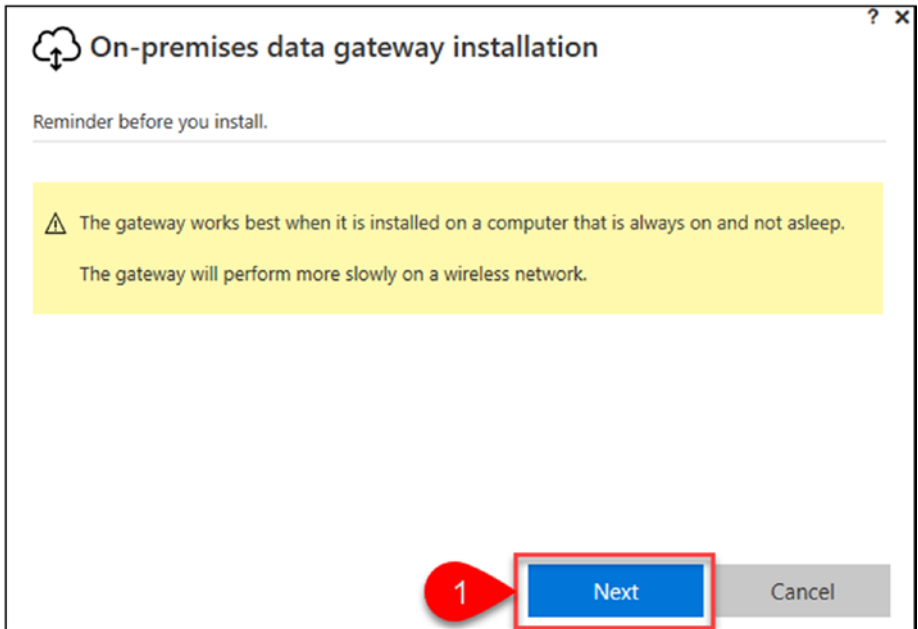 ? ×
On-premises data gateway installation
Reminder before you install.
The gateway works best when it is installed on a computer that is always on and not asleep.
The gateway will perform more slowly on a wireless network.
1
Next
Cancel